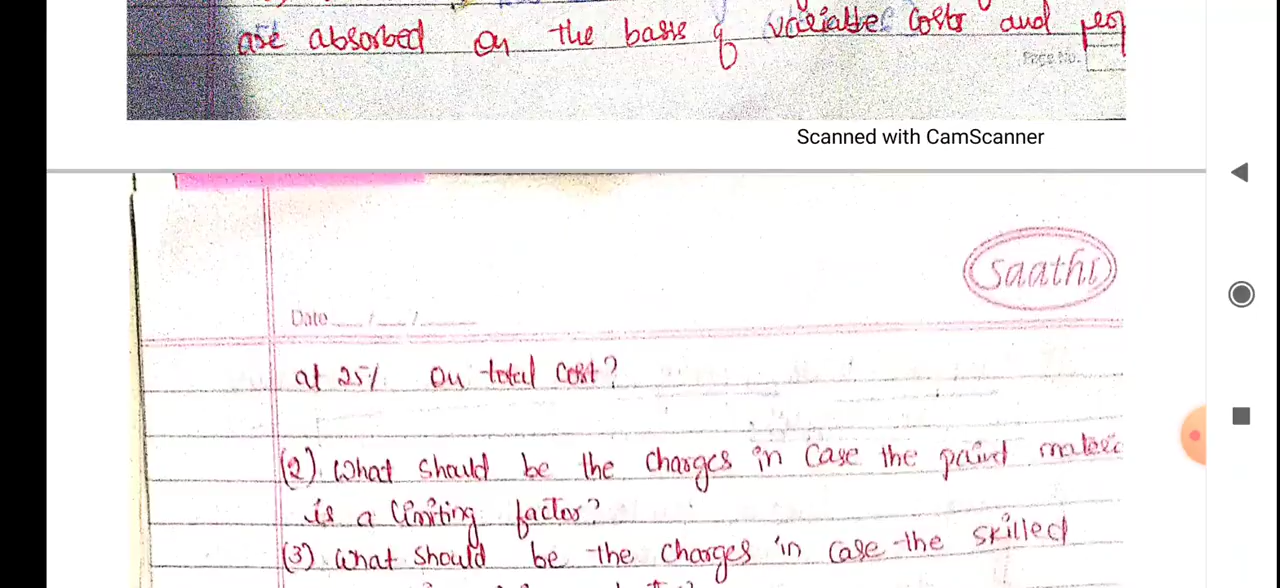 are absorbed on the basis of variable costs and
Page No.
Scanned with CamScanner
Saathi
Date
at 25% on total cost?
(2) What should be the charges in case the paint
is a limiting factor?
(3) What should be the charges in case the skilled